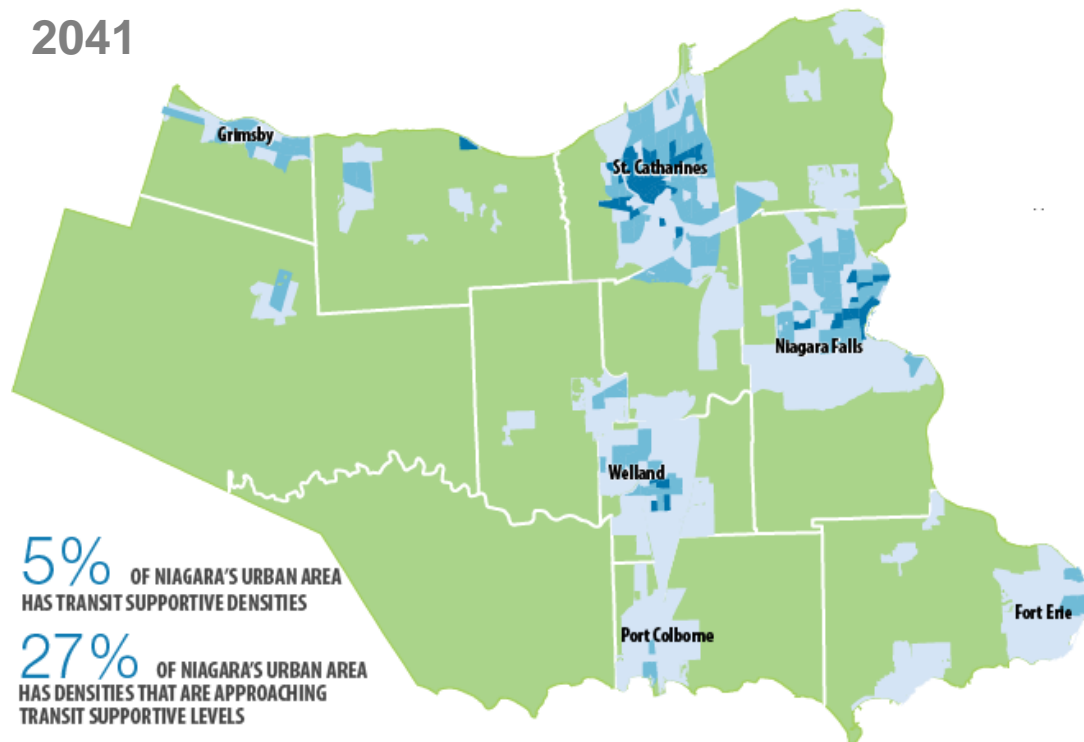 2041
Grimsby
St. Catharines
Niagara Falls
Welland
5% OF NIAGARA'S URBAN AREA
HAS TRANSIT SUPPORTIVE DENSITIES
Fort Erie
Port Colborne
27% OF NIAGARA'S URBAN AREA
HAS DENSITIES THAT ARE APPROACHING
TRANSIT SUPPORTIVE LEVELS